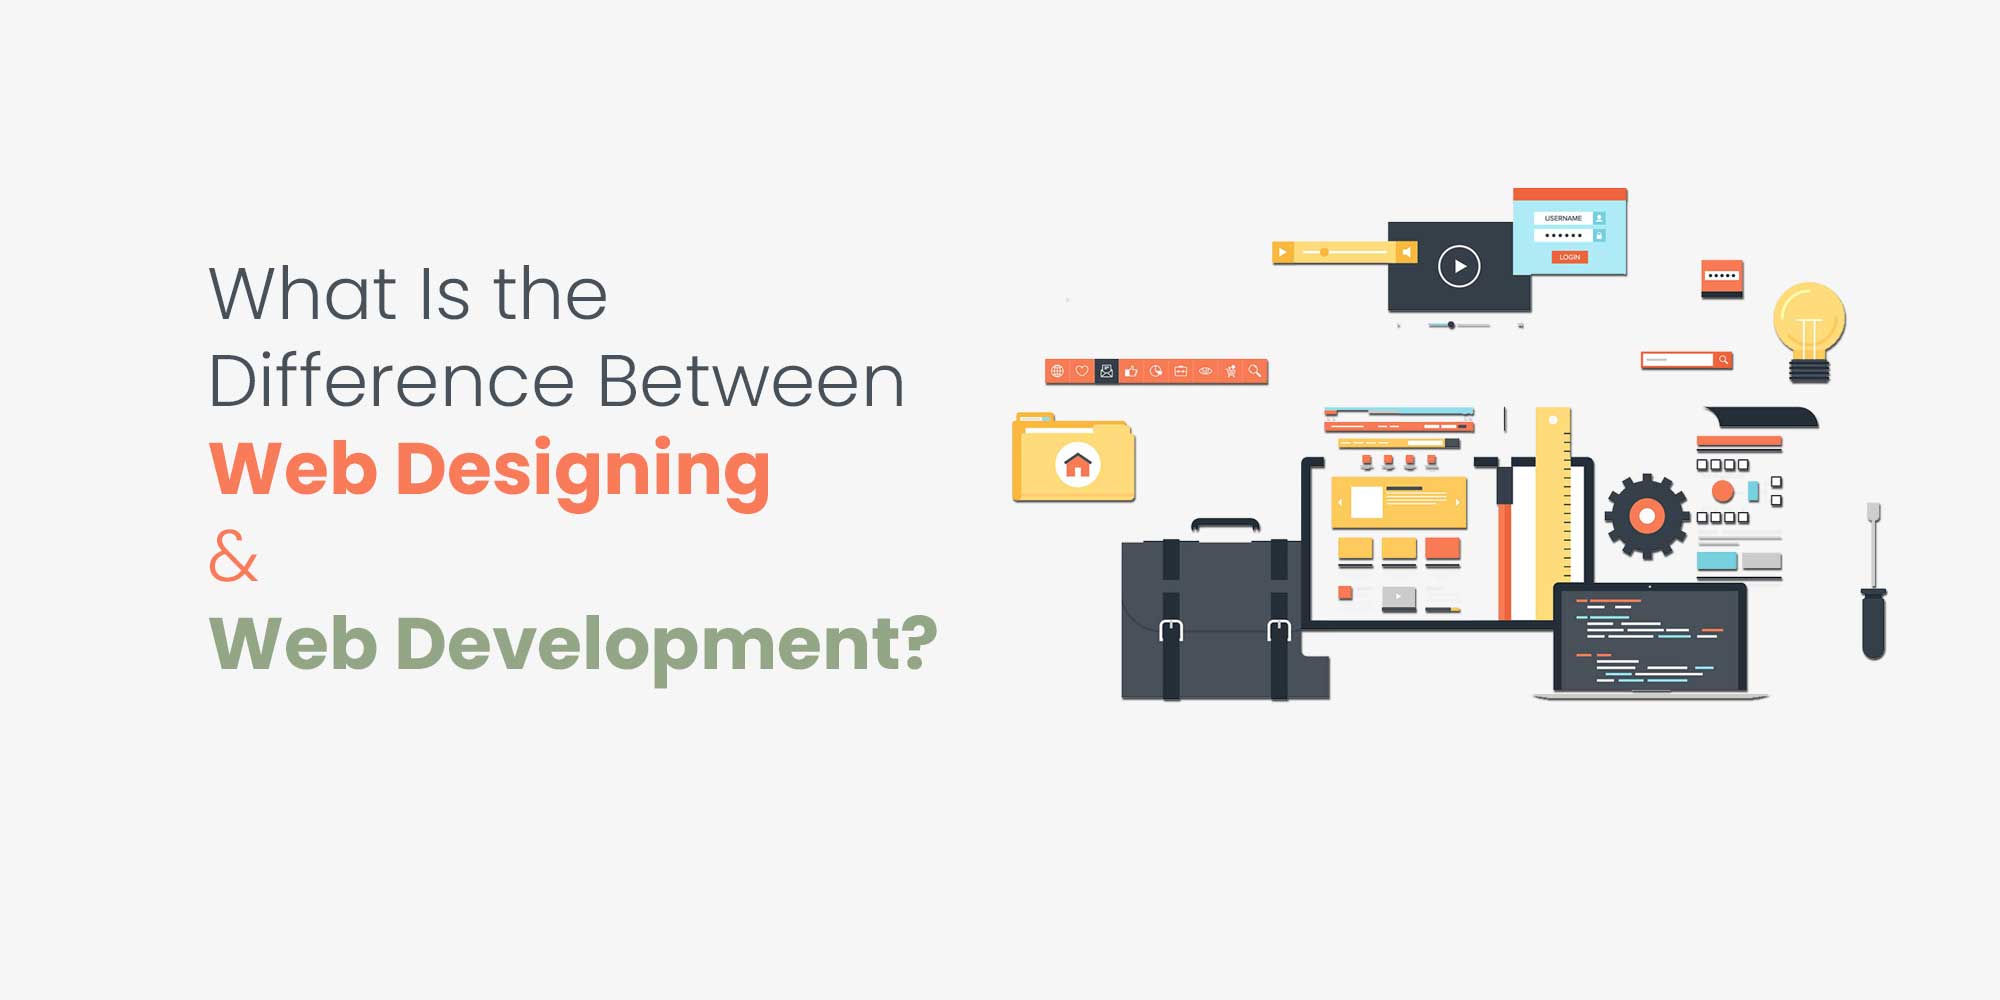 What Is the
Difference Between
Web Designing
&
Web Development?
USERNAME
LOGIN